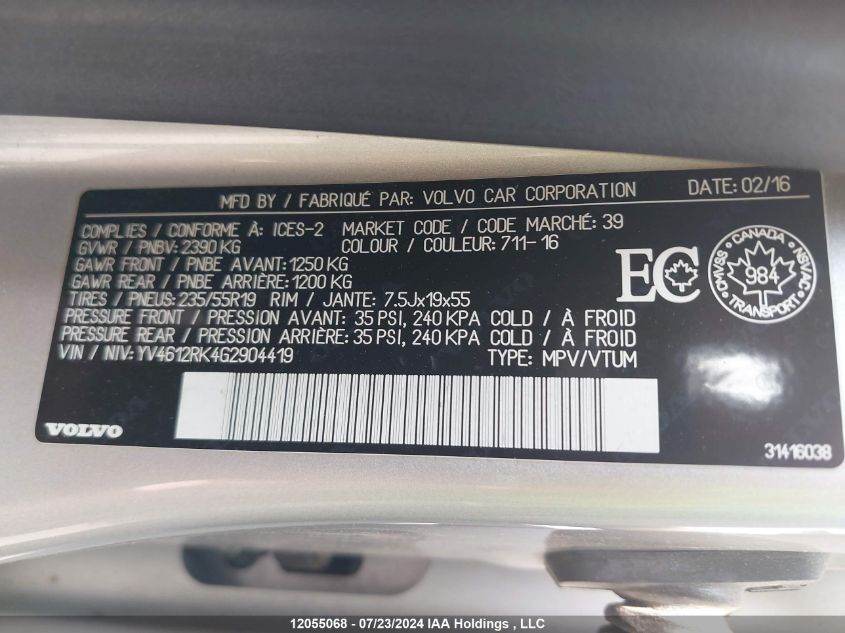 MFD BY / FABRIQUÉ PAR: VOLVO CAR CORPORATION DATE: 02/16
COMPLIES / CONFORME À: ICES-2 MARKET CODE / CODE MARCHÉ: 39
GVWR / PNBV: 2390 KG COLOUR / COULEUR: 711-16
GAWR FRONT / PNBE AVANT: 1250 KG
GAWR REAR / PNBE ARRIÈRE: 1200 KG
TIRES / PNEUS: 235/55R19 RIM / JANTE: 7.5Jx19x55
PRESSURE FRONT / PRESSION AVANT: 35 PSI, 240 KPA COLD / À FROID
PRESSURE REAR / PRESSION ARRIÈRE: 35 PSI, 240 KPA COLD / À FROID
VIN / NIV: YV4612RK4G2904419 TYPE: MPV/VTUM
EC
CANADA
CMVSS 984 NSVAC
TRANSPORT
VOLVO
31416038
12055068 - 07/23/2024 IAA Holdings , LLC